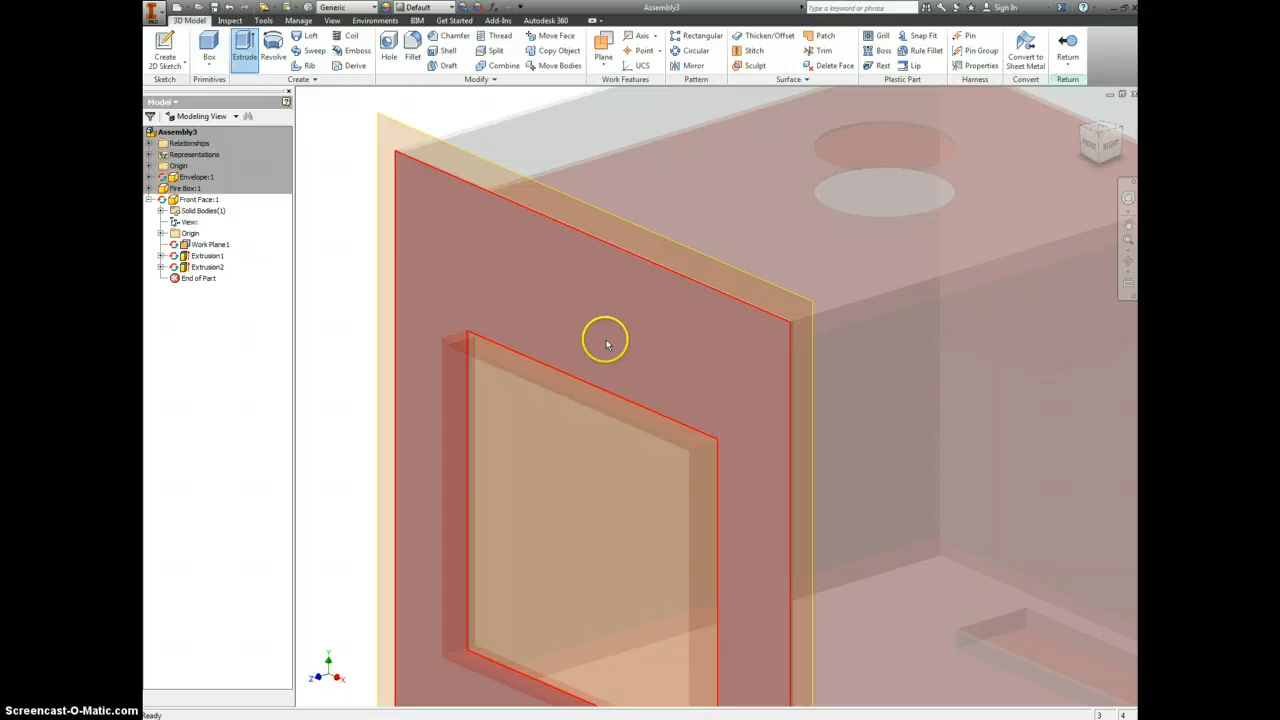 Generic
Default
Assembly3
Type a keyword or phrase
Sign In
PRO
3D Model Inspect Tools Manage View Environments BIM Get Started Add-Ins Autodesk 360
Create
2D Sketch
Box
Extrude
Revolve
Loft
Sweep
Rib
Coil
Emboss
Derive
Hole
Fillet
Chamfer
Shell
Draft
Thread
Split
Combine
Move Face
Copy Object
Move Bodies
Plane
Axis
Point
UCS
Rectangular
Circular
Mirror
Thicken/Offset
Stitch
Sculpt
Patch
Trim
Delete Face
Grill
Boss
Rest
Snap Fit
Rule Fillet
Lip
Pin
Pin Group
Properties
Convert to
Sheet Metal
Return
Sketch Primitives Create Modify Work Features Pattern Surface Plastic Part Harness Convert Return
Model
Modeling View
Assembly3
Relationships
Representations
Origin
Envelope:1
Fire Box:1
Front Face:1
Solid Bodies(1)
View:
Origin
Work Plane1
Extrusion1
Extrusion2
End of Part
RIGHT
Y
Z
X
Screencast-O-Matic.com
Ready
3 4